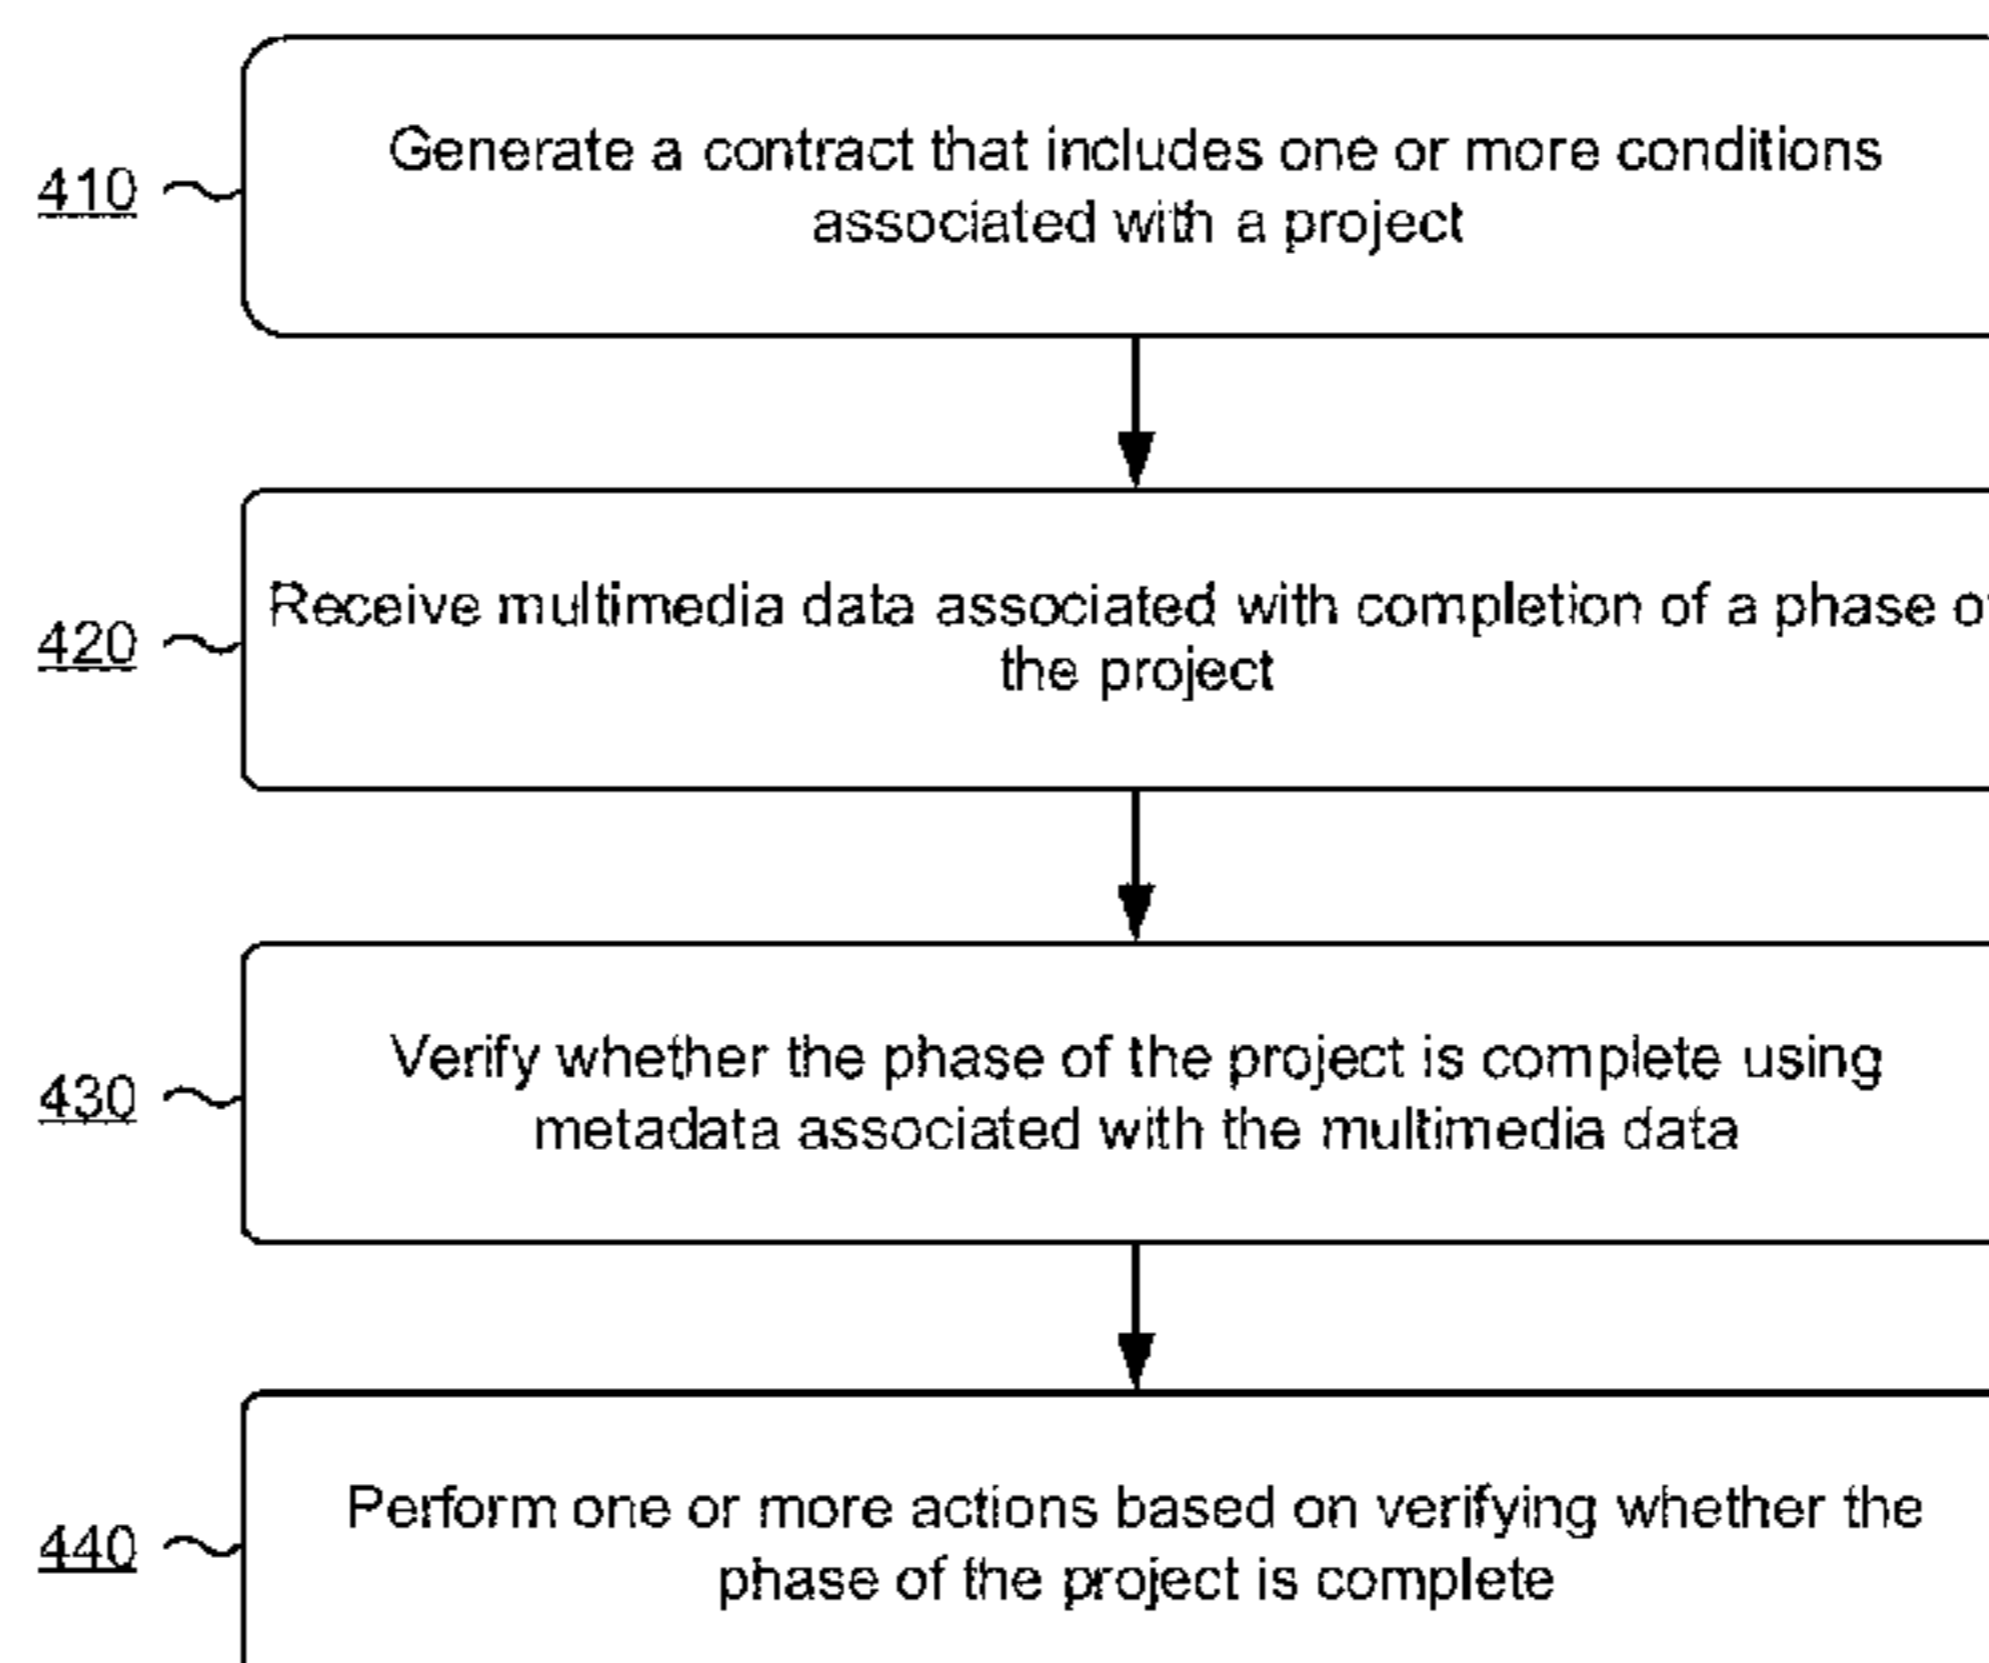 410
Generate a contract that includes one or more conditions
associated with a project
420
Receive multimedia data associated with completion of a phase
the project
430
Verify whether the phase of the project is complete using
metadata associated with the multimedia data
440
Perform one or more actions based on verifying whether the
phase of the project is complete